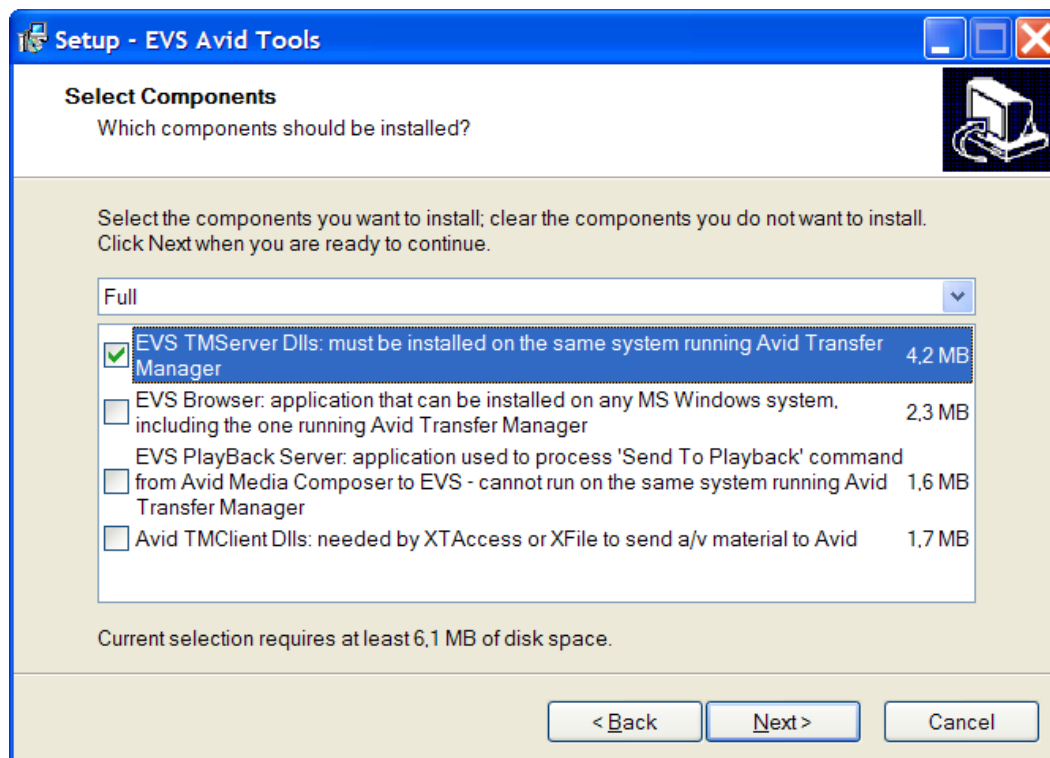 Setup - EVS Avid Tools
Select Components
Which components should be installed?
Select the components you want to install; clear the components you do not want to install.
Click Next when you are ready to continue.
Full
EVS TMServer Dlls: must be installed on the same system running Avid Transfer
Manager
4,2 MB
EVS Browser: application that can be installed on any MS Windows system,
including the one running Avid Transfer Manager
2,3 MB
EVS PlayBack Server: application used to process 'Send To Playback' command
from Avid Media Composer to EVS - cannot run on the same system running Avid
Transfer Manager
1,6 MB
Avid TMClient Dlls: needed by XTAccess or XFile to send a/v material to Avid
1,7 MB
Current selection requires at least 6,1 MB of disk space.
< Back
Next >
Cancel